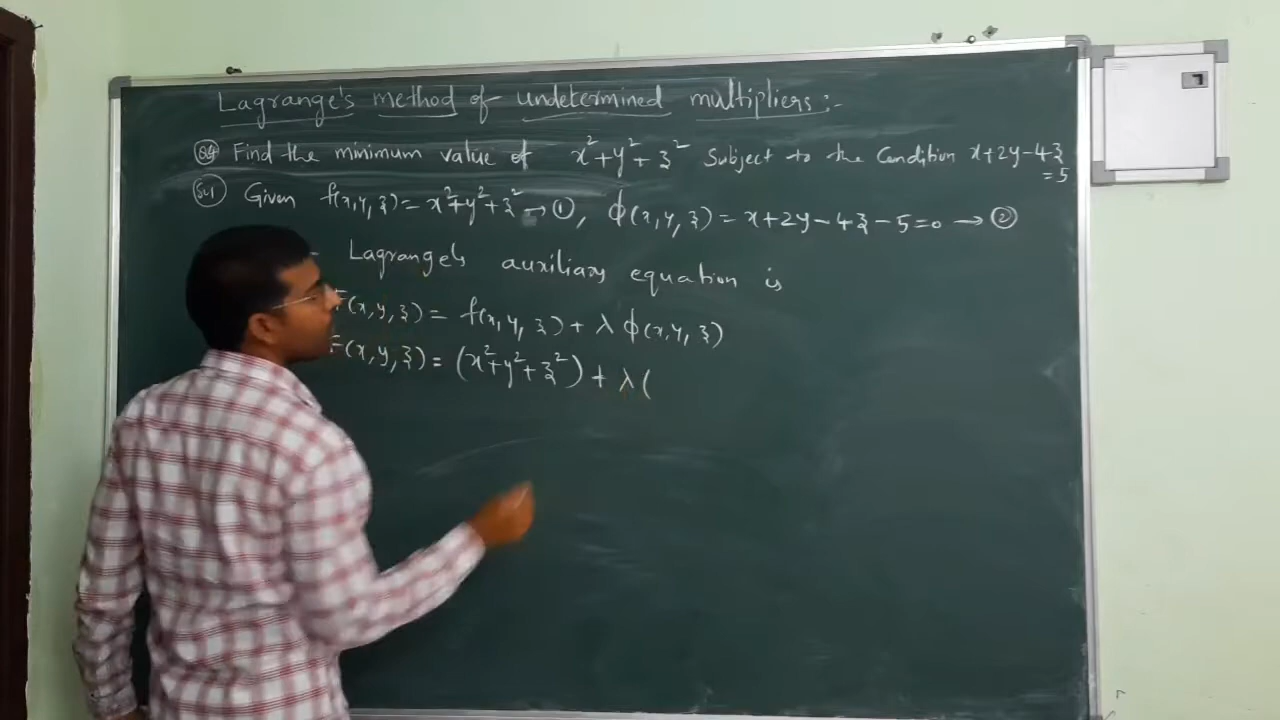 Lagrange's method of undetermined multipliers :-
Find the minimum value of x²+y²+z² Subject to the Condition x+2y-4z
=5
Sol Given f(x,y,z)= x²+y²+z² → ①, ϕ(x,y,z) = x+2y-4z-5=0 → ②
Lagrange's auxiliary equation is
F(x,y,z) = f(x,y,z) + λ ϕ(x,y,z)
F(x,y,z) = (x²+y²+z²) + λ (